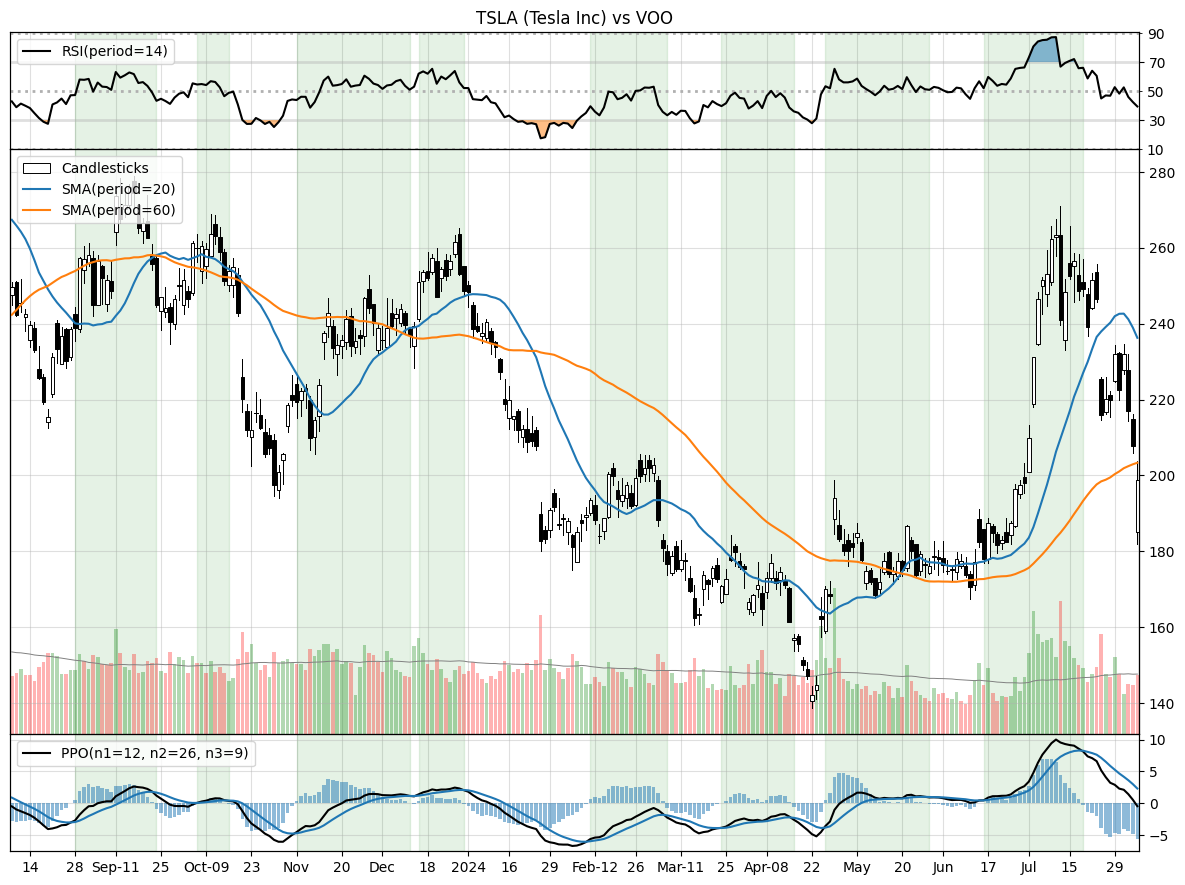 TSLA (Tesla Inc) vs VOO
RSI(period=14)
90
70
50
30
10
Candlesticks
SMA(period=20)
SMA(period=60)
280
260
240
220
200
180
160
140
PPO(n1=12, n2=26, n3=9)
10
5
0
−5
14 28 Sep-11 25 Oct-09 23 Nov 20 Dec 18 2024 16 29 Feb-12 26 Mar-11 25 Apr-08 22 May 20 Jun 17 Jul 15 29